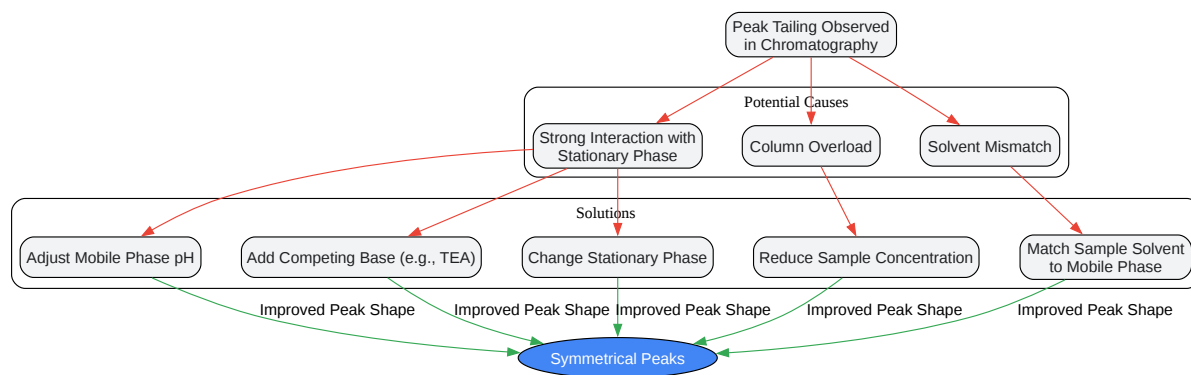 Peak Tailing Observed
in Chromatography
Potential Causes
Strong Interaction with
Stationary Phase
Column Overload
Solvent Mismatch
Solutions
Adjust Mobile Phase pH
Add Competing Base (e.g., TEA)
Change Stationary Phase
Reduce Sample Concentration
Match Sample Solvent
to Mobile Phase
Improved Peak Shape
Improved Peak Shape
Improved Peak Shape
Improved Peak Shape
Improved Peak Shape
Symmetrical Peaks